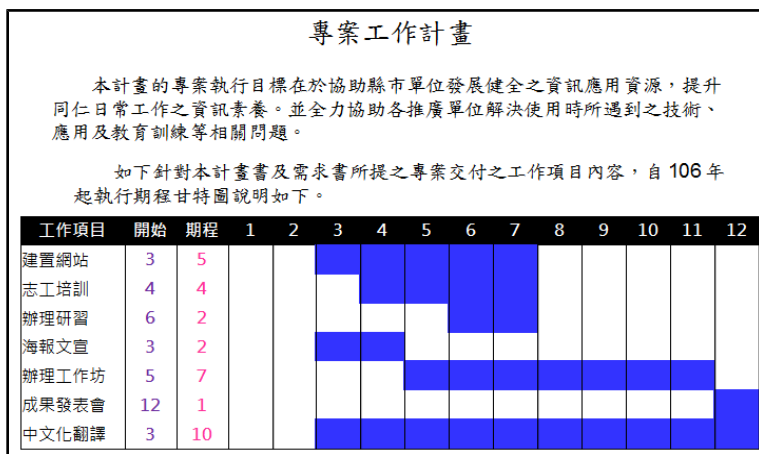 專案工作計畫
本計畫的專案執行目標在於協助縣市單位發展健全之資訊應用資源，提升
同仁日常工作之資訊素養。並全力協助各推廣單位解決使用時所遇到之技術、
應用及教育訓練等相關問題。
如下針對本計畫書及需求書所提之專案交付之工作項目內容，自 106 年
起執行期程甘特圖說明如下。
工作項目 開始 期程 1 2 3 4 5 6 7 8 9 10 11 12
建置網站 3 5
志工培訓 4 4
辦理研習 6 2
海報文宣 3 2
辦理工作坊 5 7
成果發表會 12 1
中文化翻譯 3 10